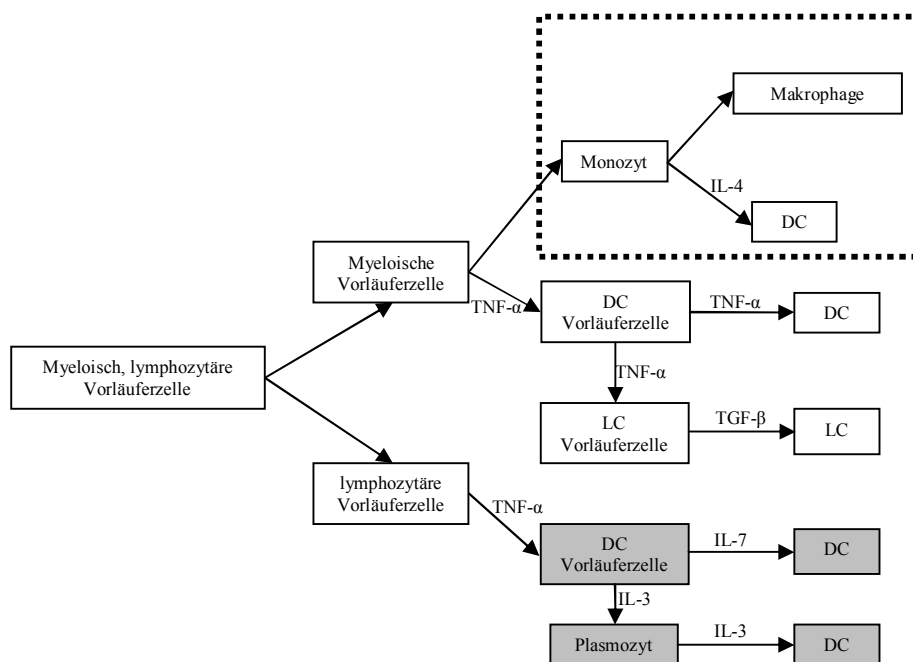 Makrophage
Monozyt
IL-4
DC
Myeloische
Vorläuferzelle
TNF-α
DC
Vorläuferzelle
TNF-α
DC
Myeloisch, lymphozytäre
Vorläuferzelle
TNF-α
LC
Vorläuferzelle
TGF-β
LC
lymphozytäre
Vorläuferzelle
TNF-α
DC
Vorläuferzelle
IL-7
DC
IL-3
Plasmozyt
IL-3
DC